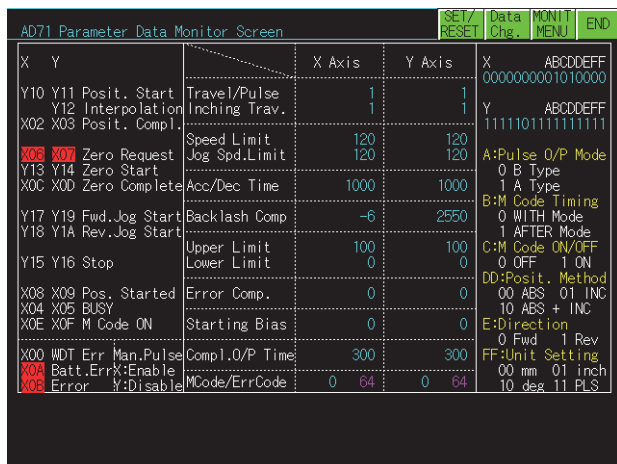 AD71 Parameter Data Monitor Screen
SET/ RESET
Data Chg.
MONIT MENU
END
X Y X Axis Y Axis X ABCDDEFF
0000000001010000
Y10 Y11 Posit. Start Travel/Pulse 1 1
Y12 Interpolation Inching Trav. 1 1 Y ABCDDEFF
X02 X03 Posit. Compl. 1111101111111111
Speed Limit 120 120
X06 X07 Zero Request Jog Spd.Limit 120 120 A:Pulse O/P Mode
Y13 Y14 Zero Start 0 B Type
X0C X0D Zero Complete Acc/Dec Time 1000 1000 1 A Type
B:M Code Timing
Y17 Y19 Fwd.Jog Start Backlash Comp -6 2550 0 WITH Mode
Y18 Y1A Rev.Jog Start 1 AFTER Mode
Upper Limit 100 100 C:M Code ON/OFF
Y15 Y16 Stop Lower Limit 0 0 0 OFF 1 ON
DD:Posit. Method
X08 X09 Pos. Started Error Comp. 0 0 00 ABS 01 INC
X04 X05 BUSY 10 ABS + INC
X0E X0F M Code ON Starting Bias 0 0 E:Direction
0 Fwd 1 Rev
X00 WDT Err Man.Pulse Compl.O/P Time 300 300 FF:Unit Setting
X0A Batt.Err X:Enable 00 mm 01 inch
X0B Error Y:Disable MCode/ErrCode 0 64 0 64 10 deg 11 PLS